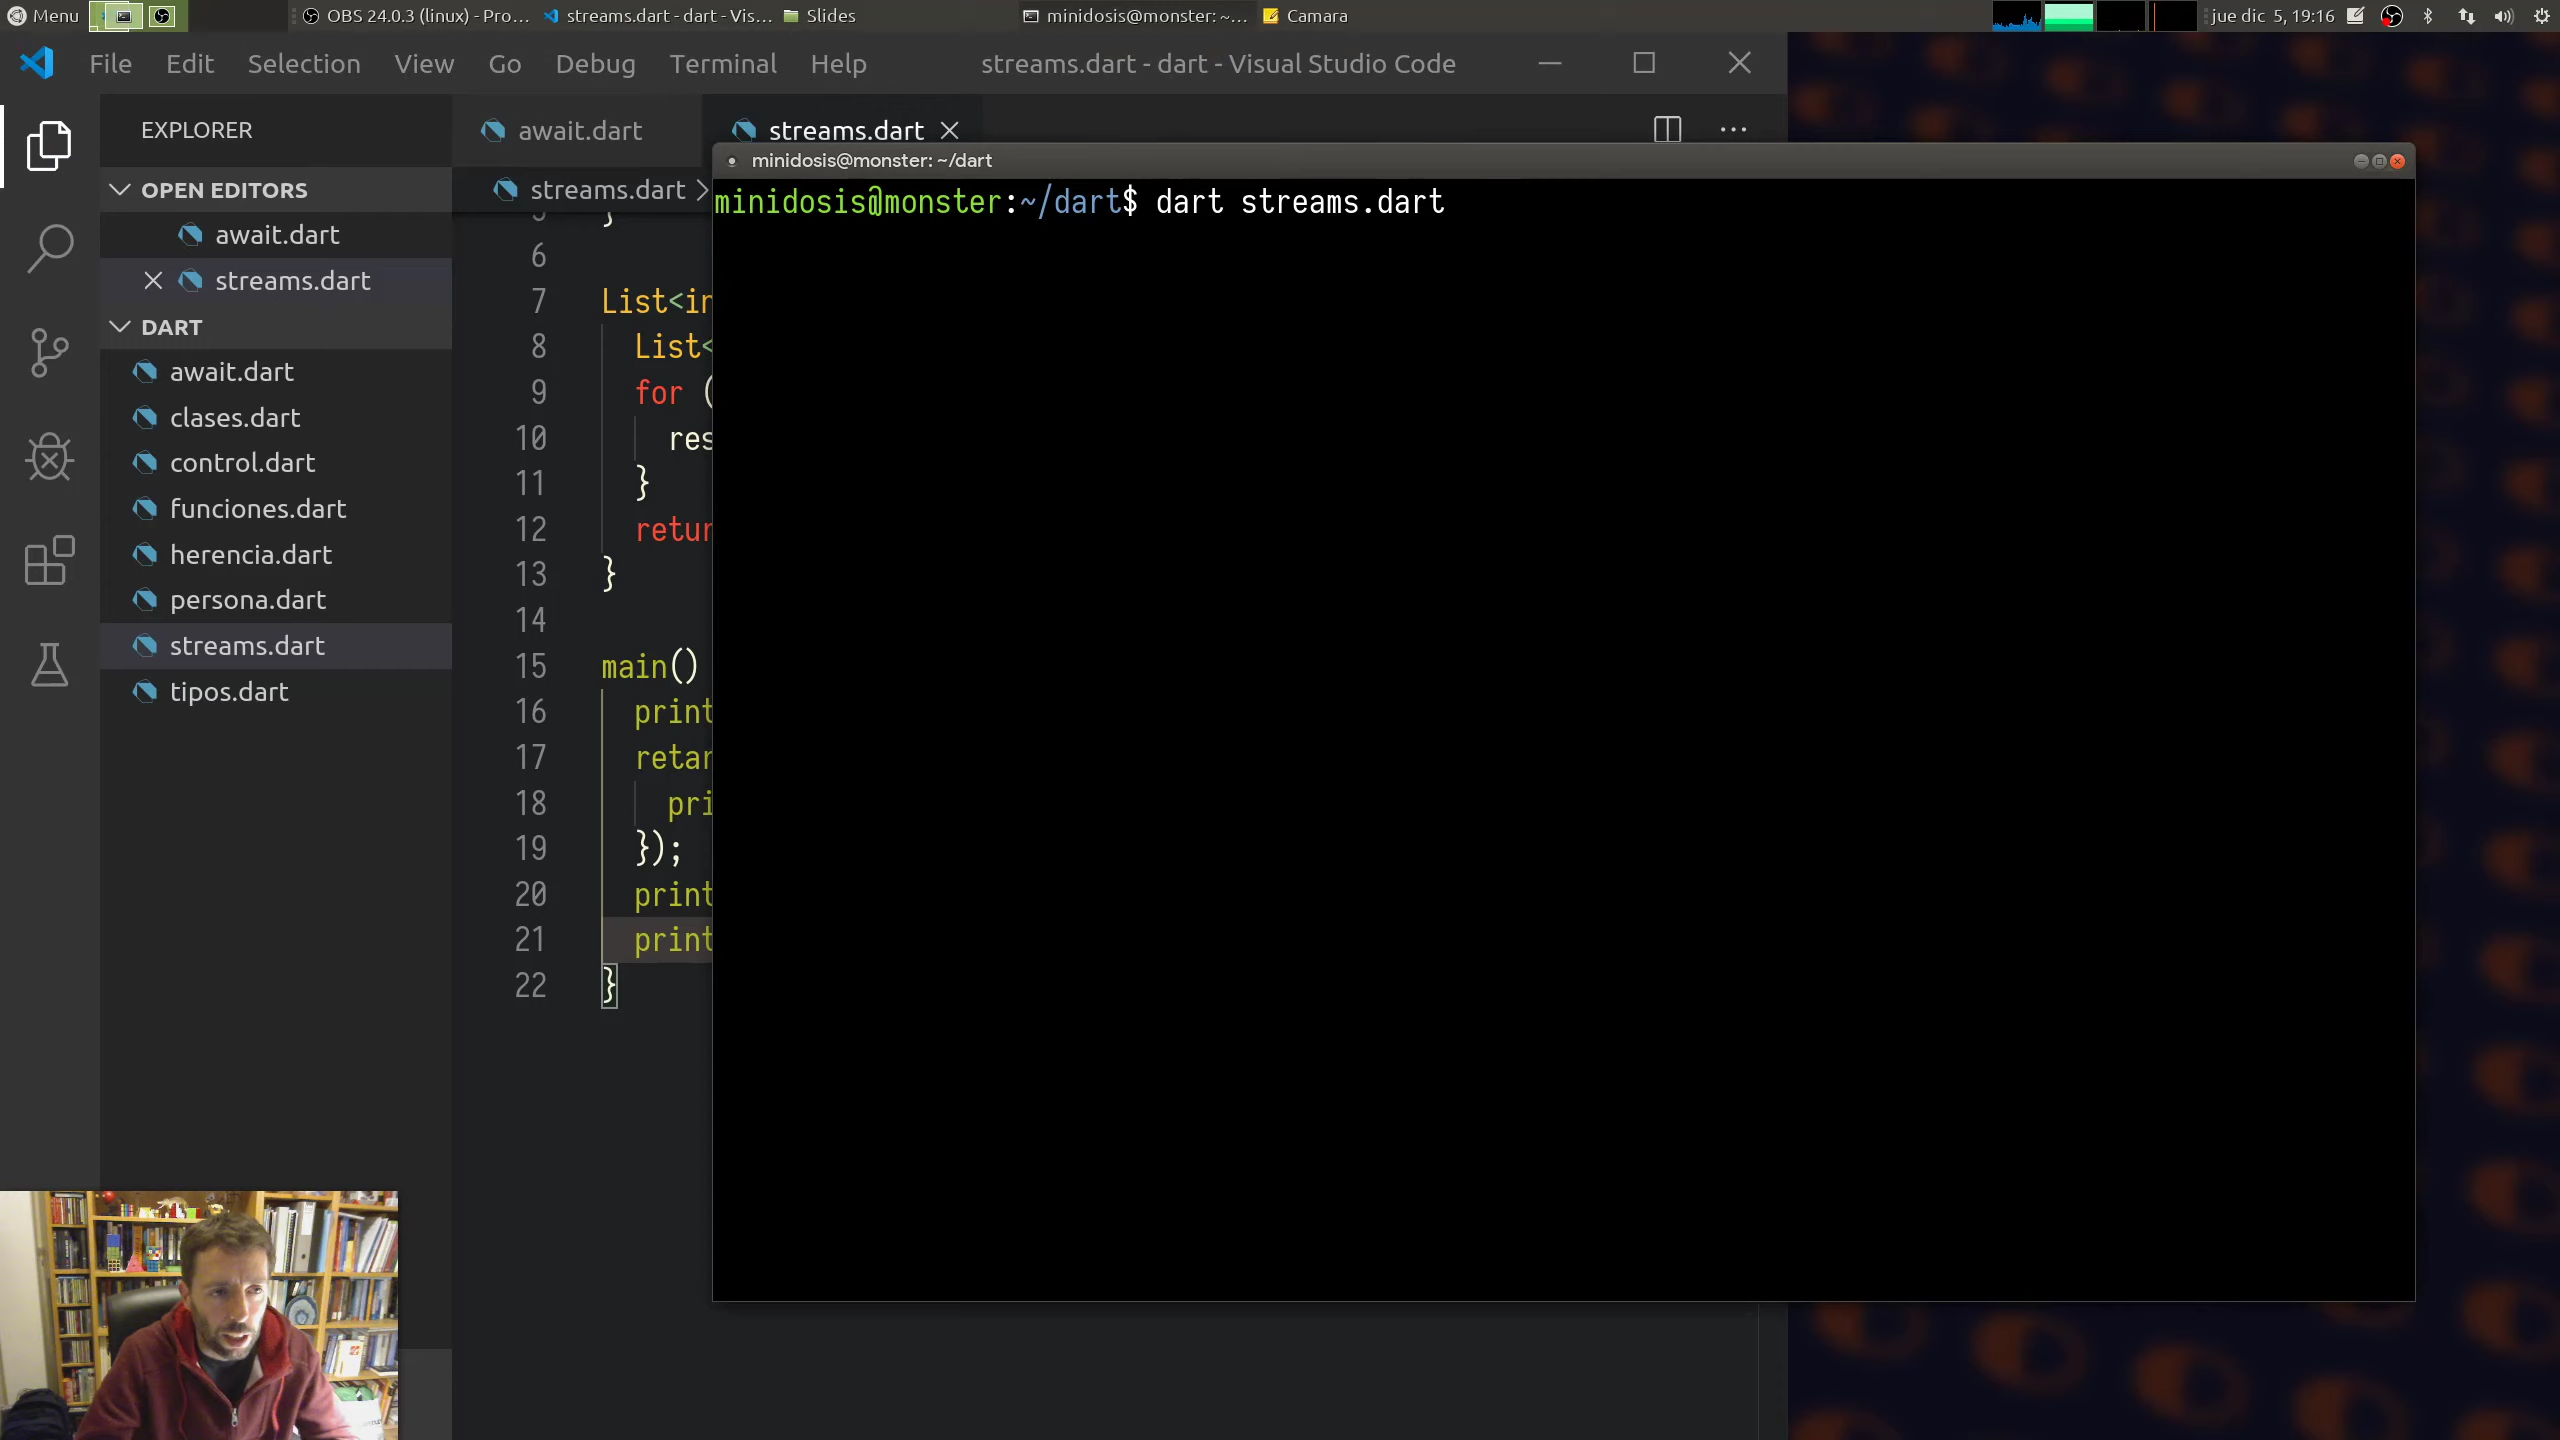 Menu
OBS 24.0.3 (linux) - Pro...
streams.dart - dart - Vis...
Slides
minidosis@monster: ~...
Camara
jue dic 5, 19:16
File Edit Selection View Go Debug Terminal Help
streams.dart - dart - Visual Studio Code
EXPLORER
OPEN EDITORS
await.dart
streams.dart
DART
await.dart
clases.dart
control.dart
funciones.dart
herencia.dart
persona.dart
streams.dart
tipos.dart
await.dart
streams.dart
streams.dart
6
7 List<in
8 List<
9 for (
10 res
11 }
12 retur
13 }
14
15 main()
16 print
17 retar
18 pri
19 });
20 print
21 print
22 }
minidosis@monster: ~/dart
minidosis@monster:~/dart$ dart streams.dart